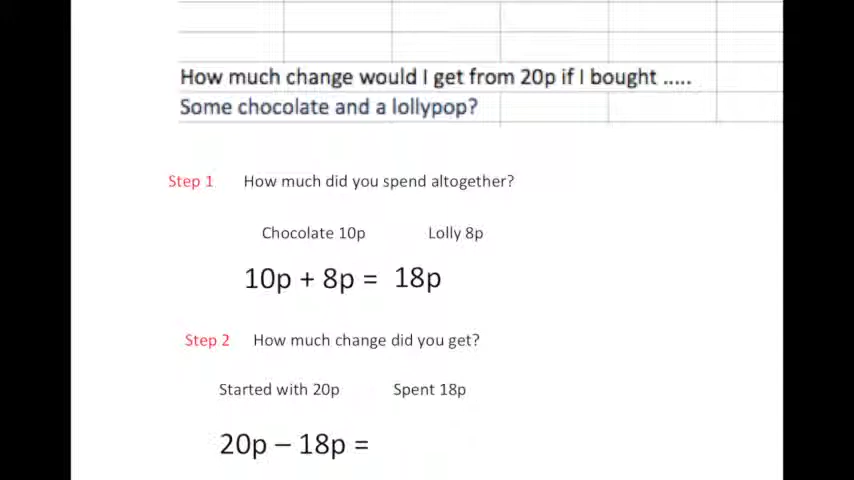 How much change would I get from 20p if I bought .....
Some chocolate and a lollypop?
Step 1 How much did you spend altogether?
Chocolate 10p Lolly 8p
10p + 8p = 18p
Step 2 How much change did you get?
Started with 20p Spent 18p
20p – 18p =